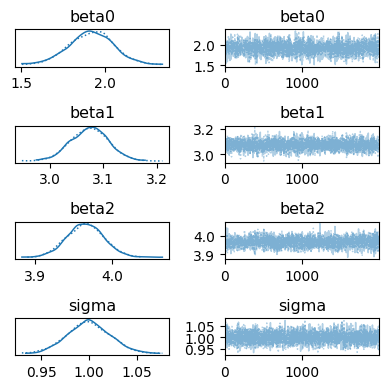 beta0 beta0
2.0
1.5
1.5 2.0 0 1000
beta1 beta1
3.2
3.0
3.0 3.1 3.2 0 1000
beta2 beta2
4.0
3.9
3.9 4.0 0 1000
sigma sigma
1.05
1.00
0.95
0.95 1.00 1.05 0 1000